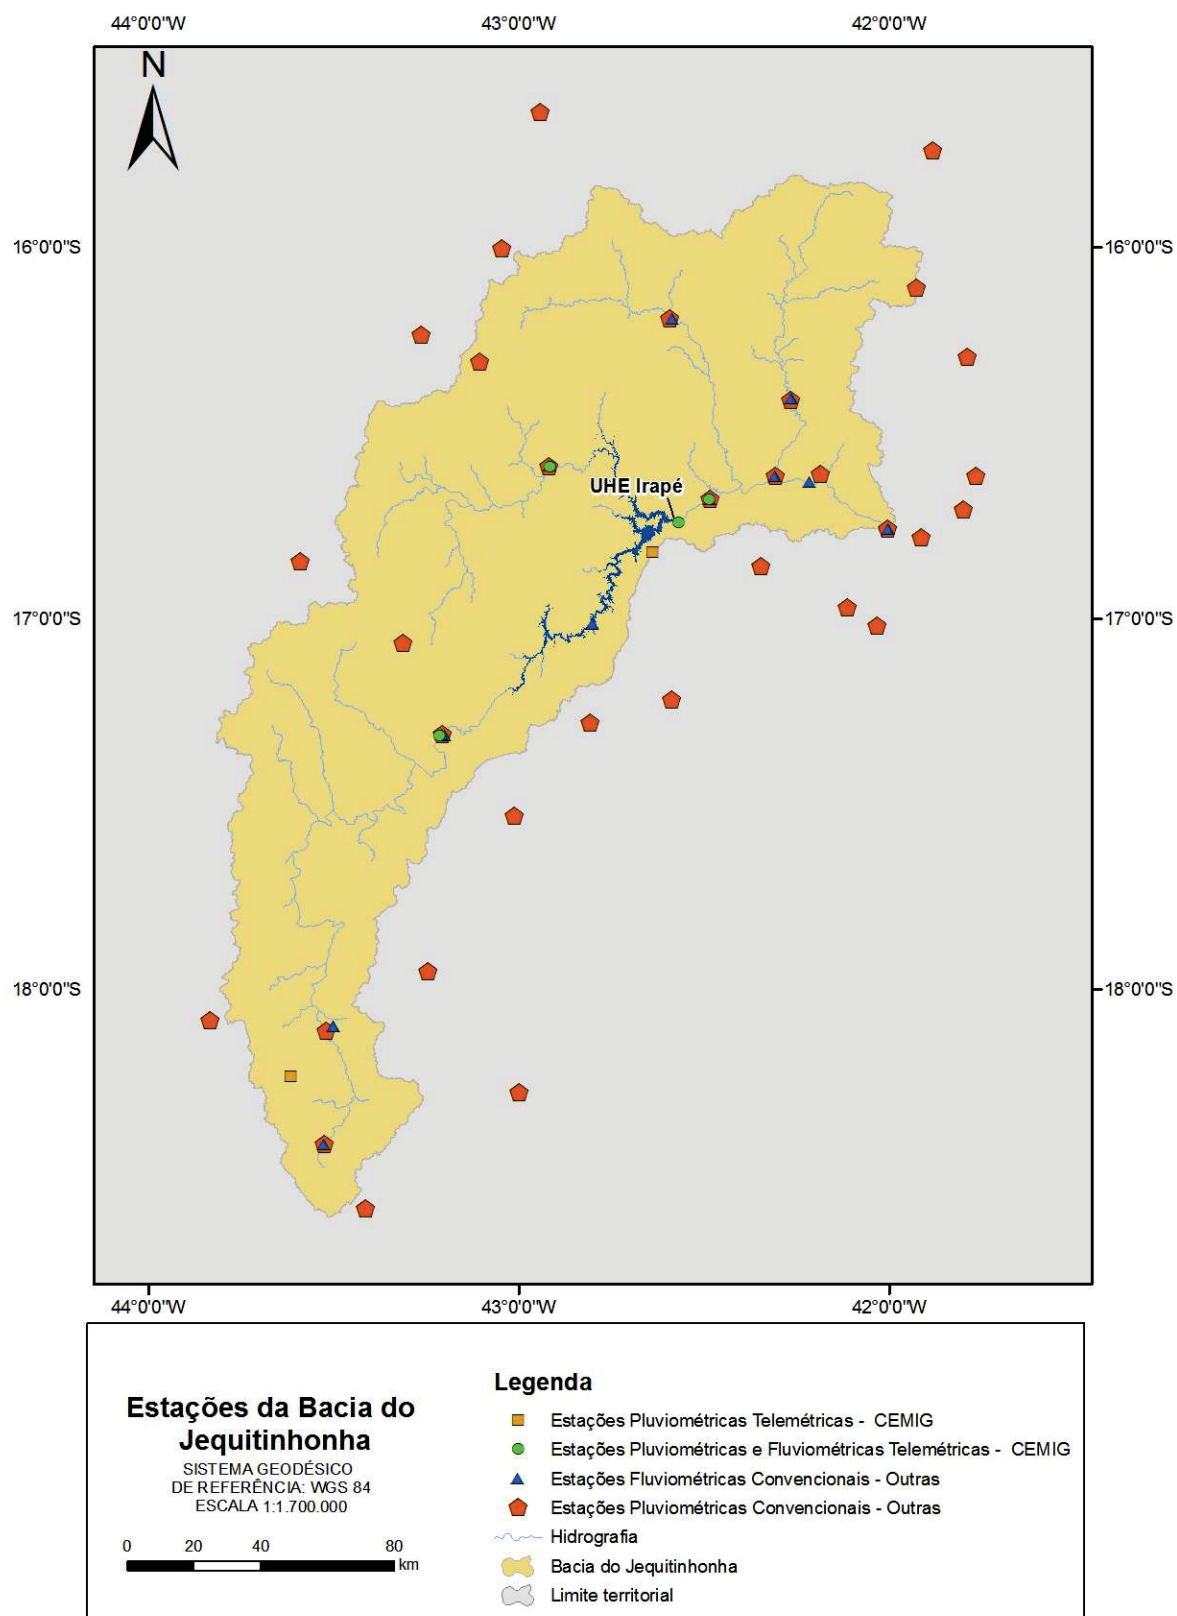 44°0'0"W 43°0'0"W 42°0'0"W
N
16°0'0"S 16°0'0"S
UHE Irapé
17°0'0"S 17°0'0"S
18°0'0"S 18°0'0"S
44°0'0"W 43°0'0"W 42°0'0"W
Estações da Bacia do
Jequitinhonha
SISTEMA GEODÉSICO
DE REFERÊNCIA: WGS 84
ESCALA 1:1.700.000
0 20 40 80
km
Legenda
Estações Pluviométricas Telemétricas - CEMIG
Estações Pluviométricas e Fluviométricas Telemétricas - CEMIG
Estações Fluviométricas Convencionais - Outras
Estações Pluviométricas Convencionais - Outras
Hidrografia
Bacia do Jequitinhonha
Limite territorial